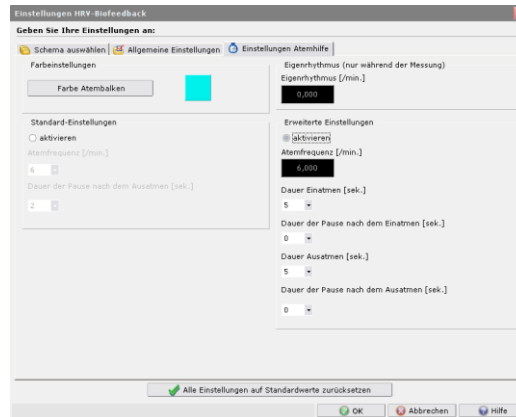 Einstellungen HRV-Biofeedback
Geben Sie Ihre Einstellungen an:
Schema auswählen
Allgemeine Einstellungen
Einstellungen Atemhilfe
Farbeinstellungen
Farbe Atembalken
Standard-Einstellungen
aktivieren
Atemfrequenz [/min.]
6
Dauer der Pause nach dem Ausatmen [sek.]
2
Eigenrhythmus (nur während der Messung)
Eigenrhythmus [/min.]
0,000
Erweiterte Einstellungen
aktivieren
Atemfrequenz [/min.]
6,000
Dauer Einatmen [sek.]
5
Dauer der Pause nach dem Einatmen [sek.]
0
Dauer Ausatmen [sek.]
5
Dauer der Pause nach dem Ausatmen [sek.]
0
Alle Einstellungen auf Standardwerte zurücksetzen
OK
Abbrechen
Hilfe